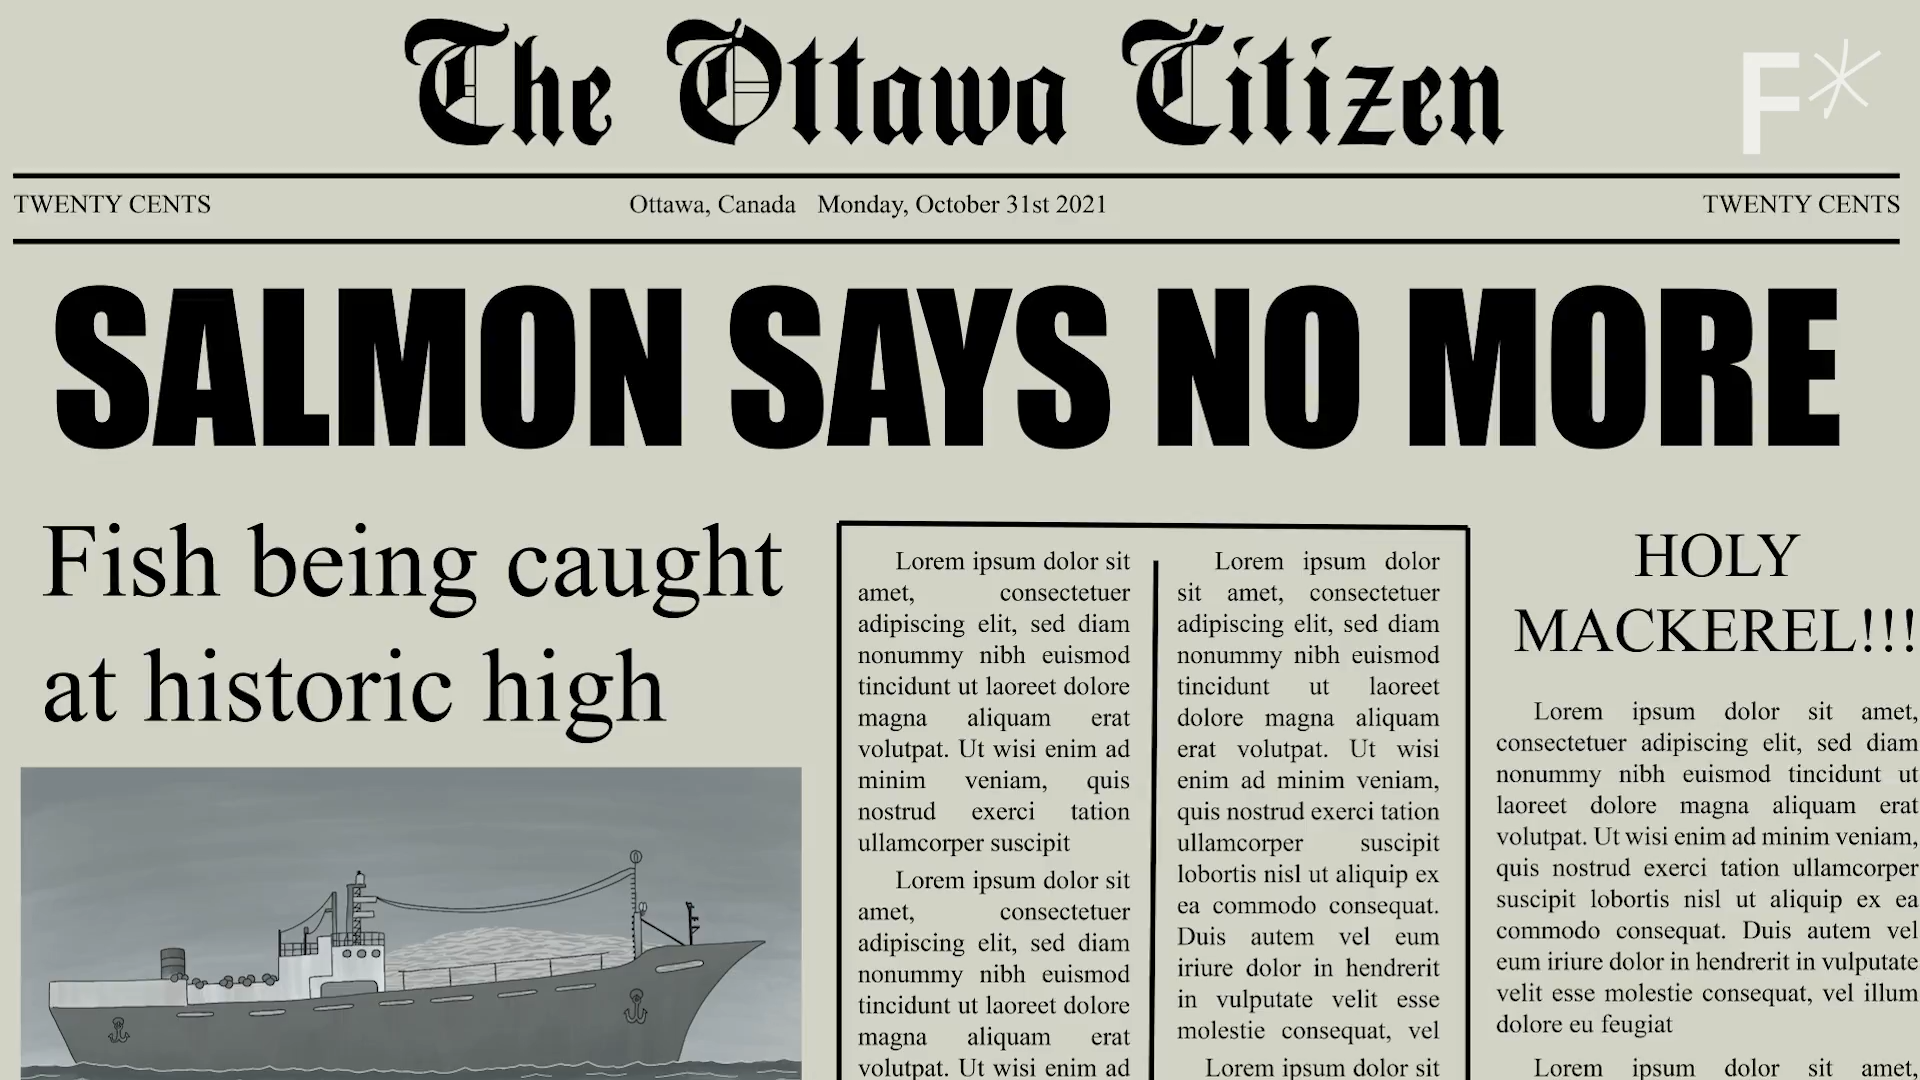 The Ottawa Citizen
F*
TWENTY CENTS
Ottawa, Canada Monday, October 31st 2021
TWENTY CENTS
SALMON SAYS NO MORE
Fish being caught
at historic high
Lorem ipsum dolor sit
amet, consectetuer
adipiscing elit, sed diam
nonummy nibh euismod
tincidunt ut laoreet dolore
magna aliquam erat
volutpat. Ut wisi enim ad
minim veniam, quis
nostrud exerci tation
ullamcorper suscipit
Lorem ipsum dolor sit
amet, consectetuer
adipiscing elit, sed diam
nonummy nibh euismod
tincidunt ut laoreet dolore
magna aliquam erat
volutpat. Ut wisi enim ad
Lorem ipsum dolor
sit amet, consectetuer
adipiscing elit, sed diam
nonummy nibh euismod
tincidunt ut laoreet
dolore magna aliquam
erat volutpat. Ut wisi
enim ad minim veniam,
quis nostrud exerci tation
ullamcorper suscipit
lobortis nisl ut aliquip ex
ea commodo consequat.
Duis autem vel eum
iriure dolor in hendrerit
in vulputate velit esse
molestie consequat, vel
Lorem ipsum dolor sit
HOLY
MACKEREL!!!
Lorem ipsum dolor sit amet,
consectetuer adipiscing elit, sed diam
nonummy nibh euismod tincidunt ut
laoreet dolore magna aliquam erat
volutpat. Ut wisi enim ad minim veniam,
quis nostrud exerci tation ullamcorper
suscipit lobortis nisl ut aliquip ex ea
commodo consequat. Duis autem vel
eum iriure dolor in hendrerit in vulputate
velit esse molestie consequat, vel illum
dolore eu feugiat
Lorem ipsum dolor sit amet,